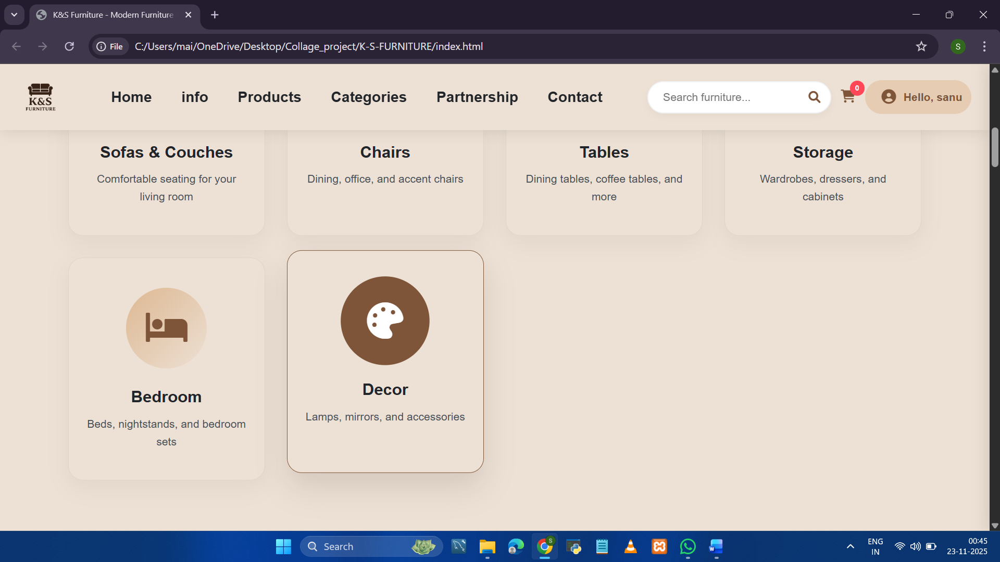 K&S Furniture - Modern Furniture
File
C:/Users/mai/OneDrive/Desktop/Collage_project/K-S-FURNITURE/index.html
S
K&S
FURNITURE
Home
info
Products
Categories
Partnership
Contact
Search furniture...
0
Hello, sanu
Sofas & Couches
Comfortable seating for your
living room
Chairs
Dining, office, and accent chairs
Tables
Dining tables, coffee tables, and
more
Storage
Wardrobes, dressers, and
cabinets
Bedroom
Beds, nightstands, and bedroom
sets
Decor
Lamps, mirrors, and accessories
Search
S
W
ENG
IN
00:45
23-11-2025